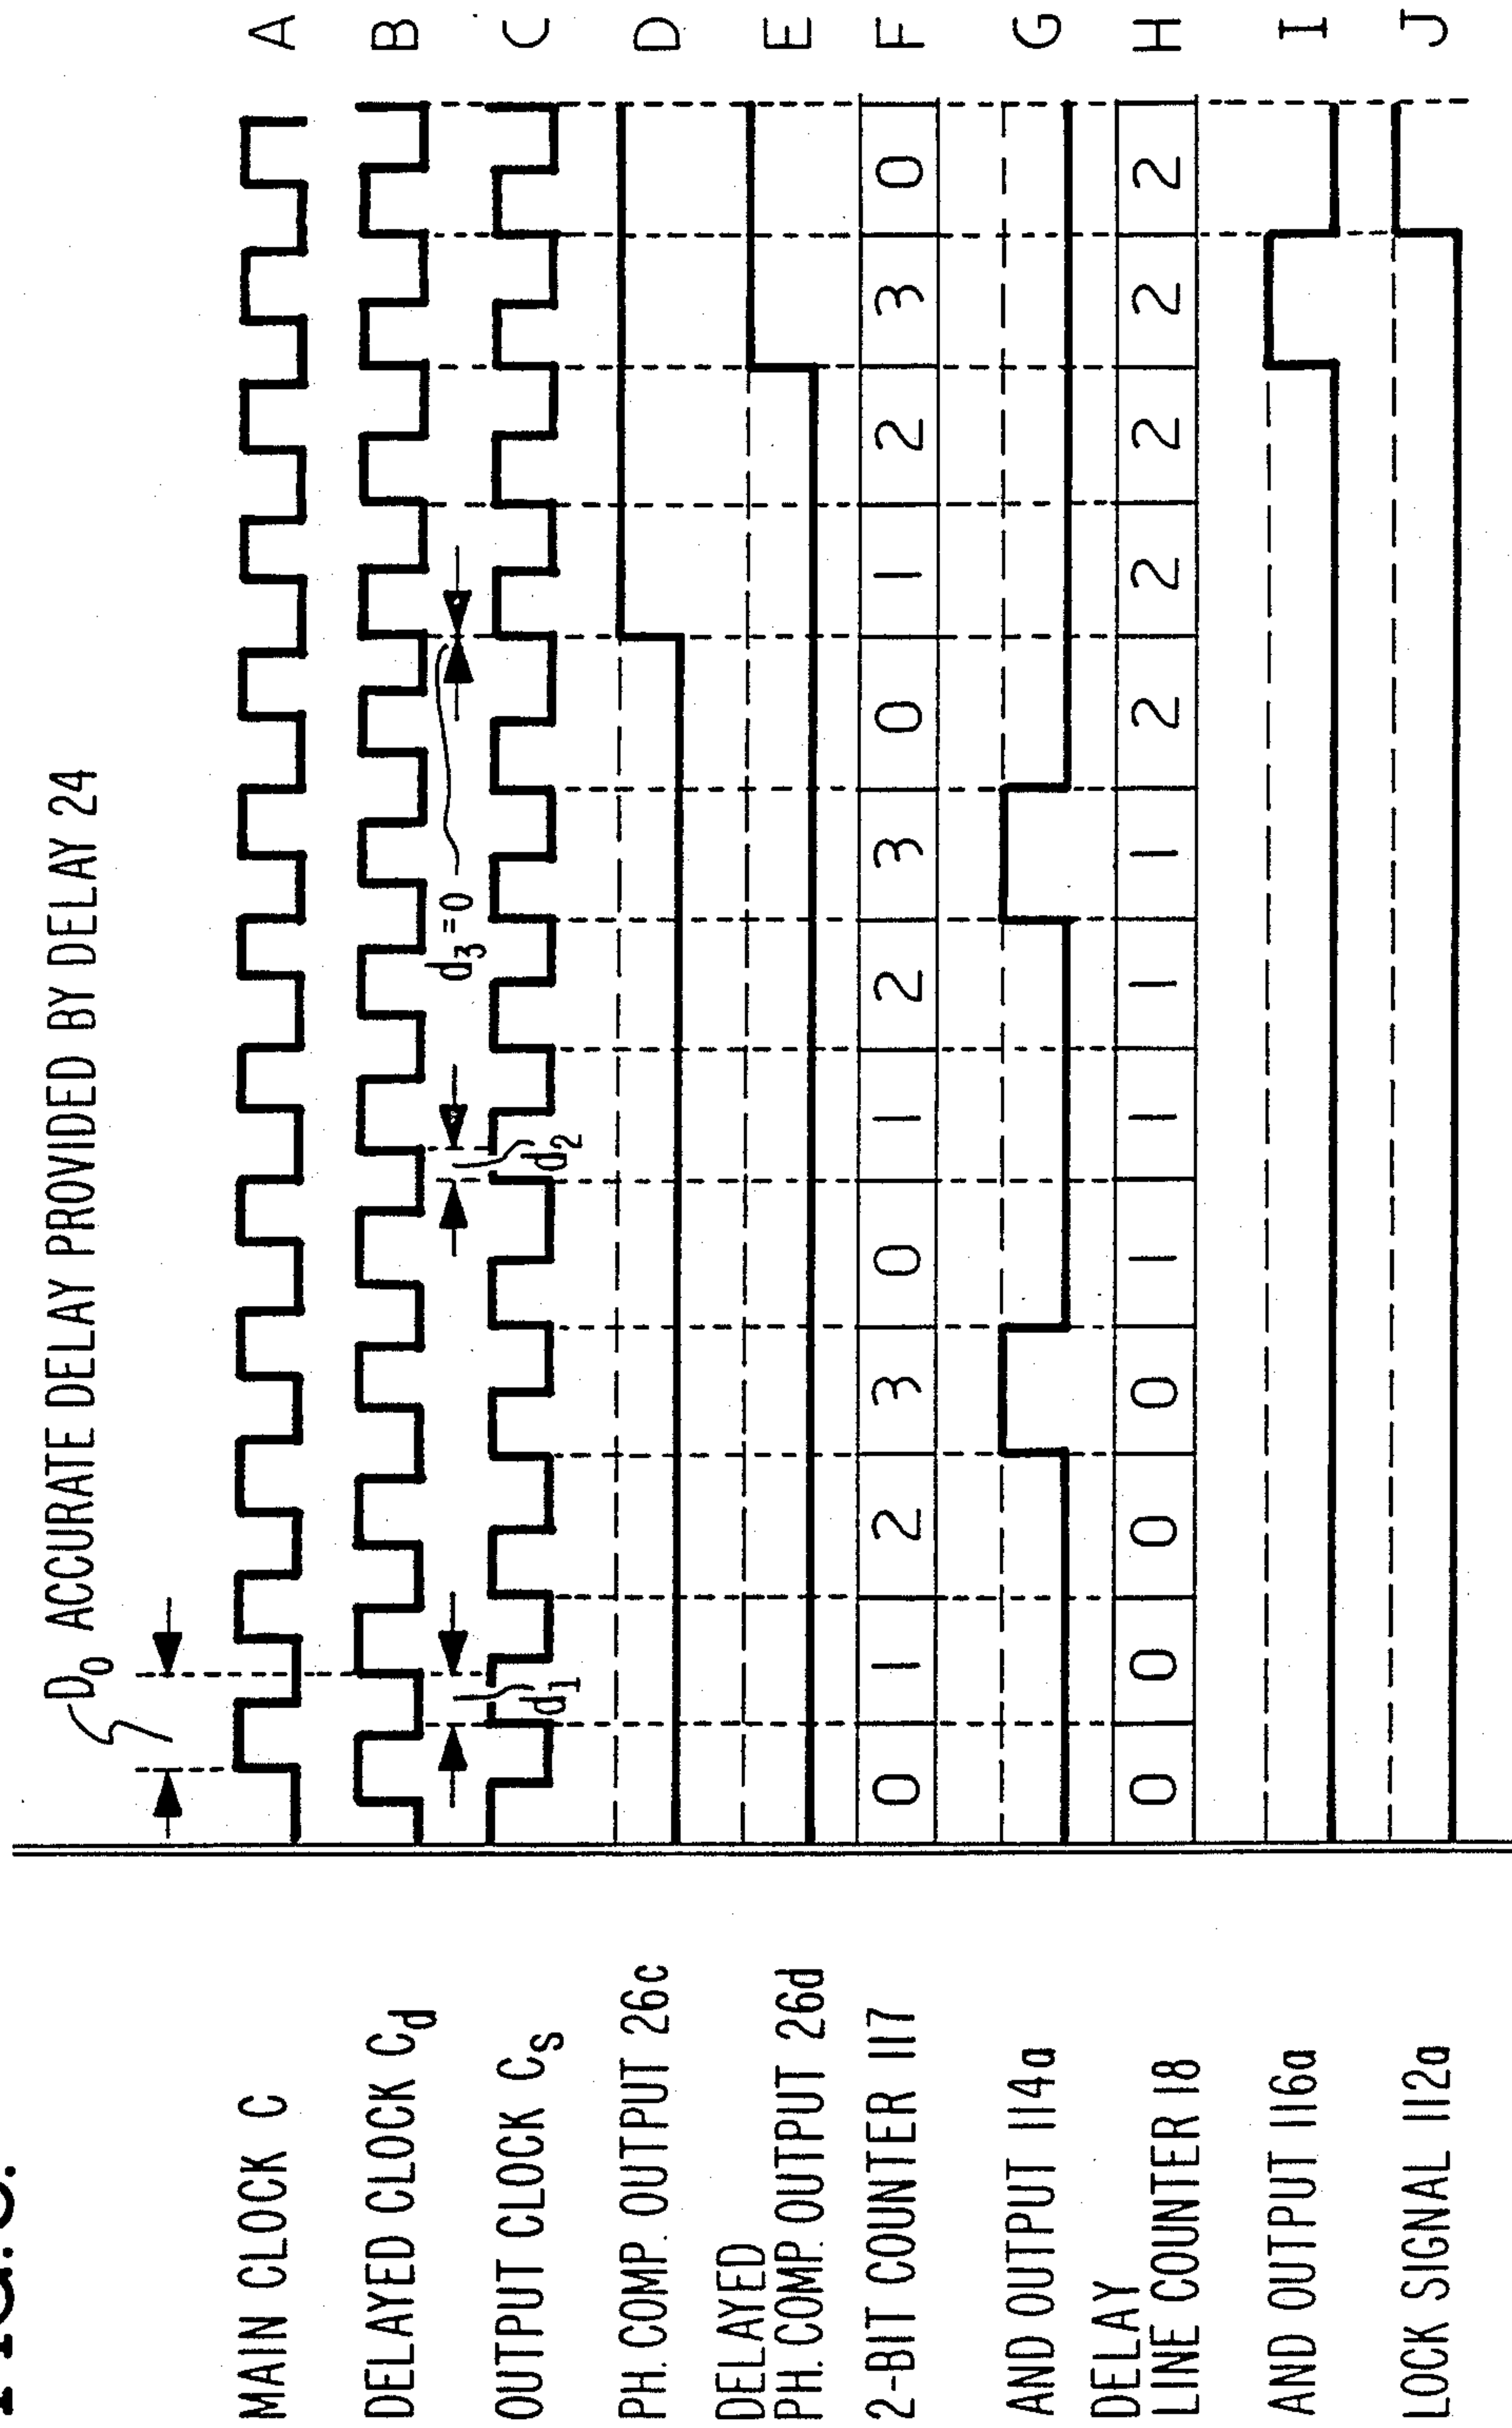 D0 ACCURATE DELAY PROVIDED BY DELAY 24
MAIN CLOCK C A
DELAYED CLOCK Cd B
d1 d2 d3 = 0
OUTPUT CLOCK Cs C
PH. COMP. OUTPUT 26c D
DELAYED
PH. COMP. OUTPUT 26d E
2-BIT COUNTER 117 0 1 2 3 0 1 2 3 0 1 2 3 0 F
AND OUTPUT 114a G
DELAY
LINE COUNTER 18 0 0 0 0 1 1 1 1 2 2 2 2 2 H
AND OUTPUT 116a I
LOCK SIGNAL 112a J